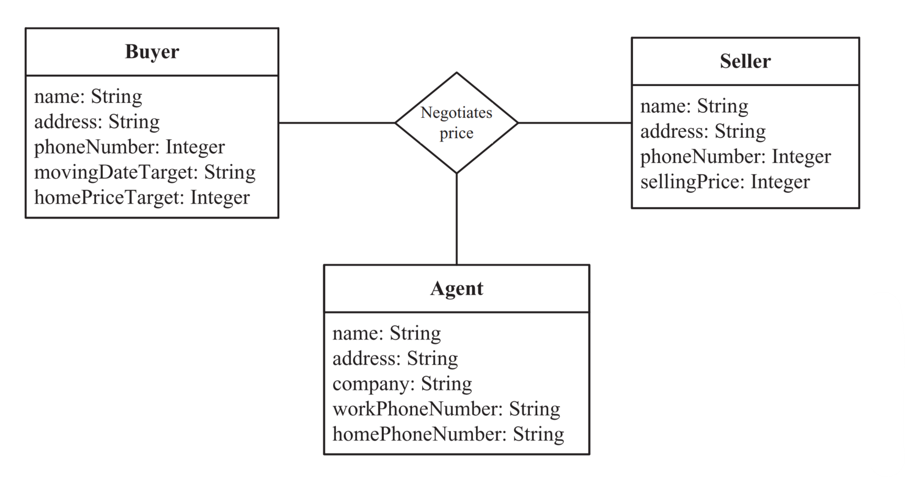 Buyer
name: String
address: String
phoneNumber: Integer
movingDateTarget: String
homePriceTarget: Integer
Negotiates
price
Seller
name: String
address: String
phoneNumber: Integer
sellingPrice: Integer
Agent
name: String
address: String
company: String
workPhoneNumber: String
homePhoneNumber: String